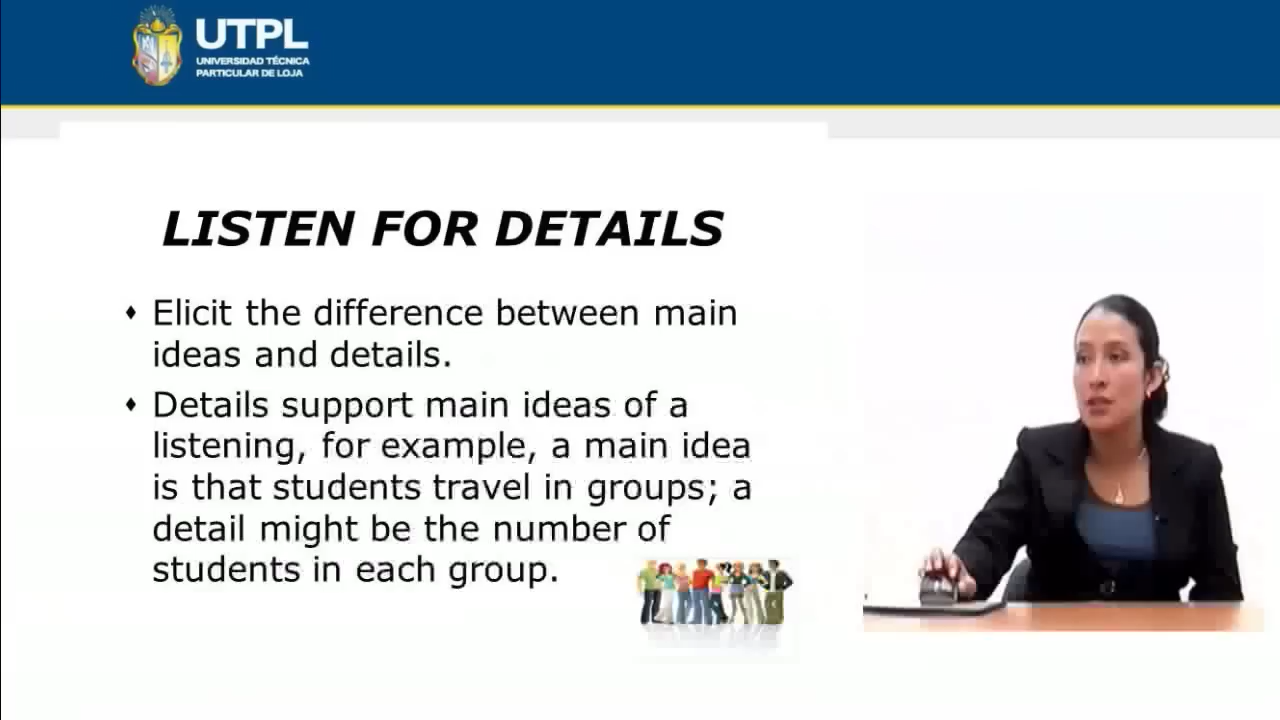 UTPL
UNIVERSIDAD TÉCNICA
PARTICULAR DE LOJA
LISTEN FOR DETAILS
♦ Elicit the difference between main
ideas and details.
♦ Details support main ideas of a
listening, for example, a main idea
is that students travel in groups; a
detail might be the number of
students in each group.